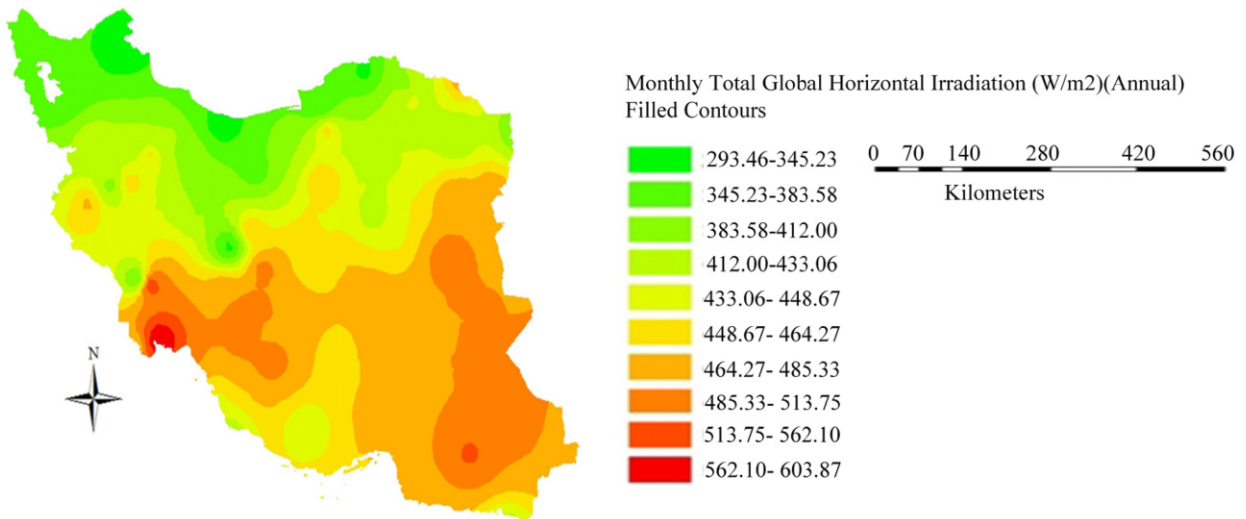 Monthly Total Global Horizontal Irradiation (W/m2)(Annual)
Filled Contours
293.46-345.23
345.23-383.58
383.58-412.00
412.00-433.06
433.06- 448.67
448.67- 464.27
464.27- 485.33
485.33- 513.75
513.75- 562.10
562.10- 603.87
0 70 140 280 420 560
Kilometers
N